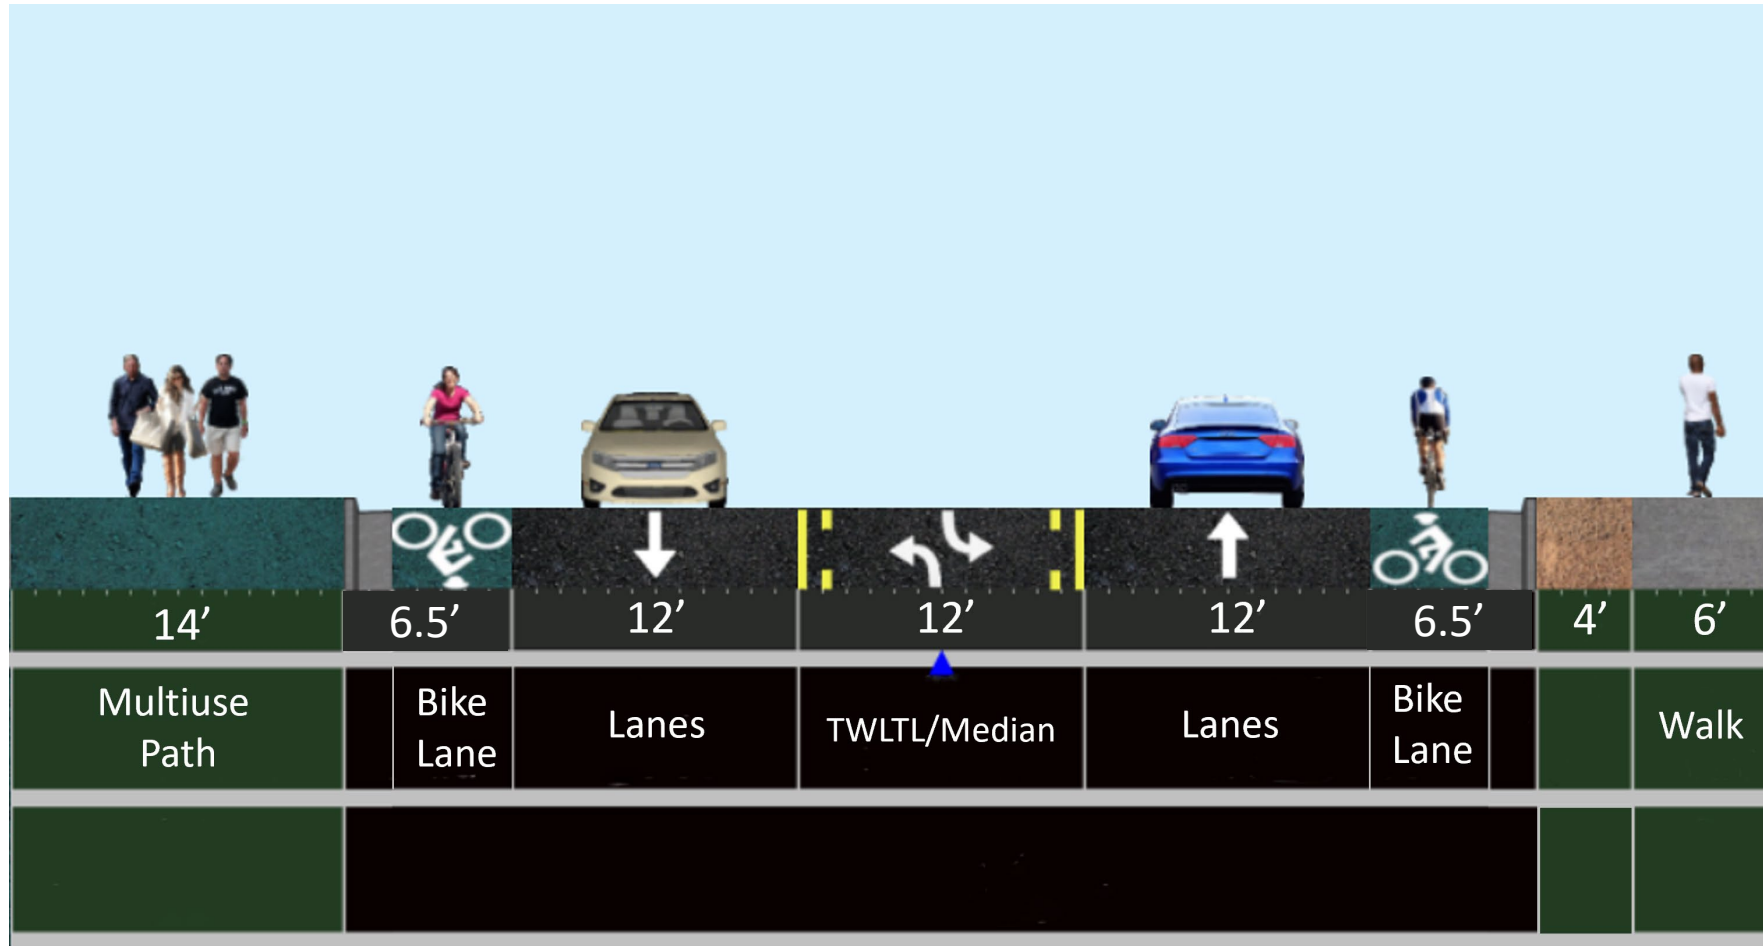 14’
6.5’
12’
12’
12’
6.5’
4’
6’
Multiuse
Path
Bike
Lane
Lanes
TWLTL/Median
Lanes
Bike
Lane
Walk